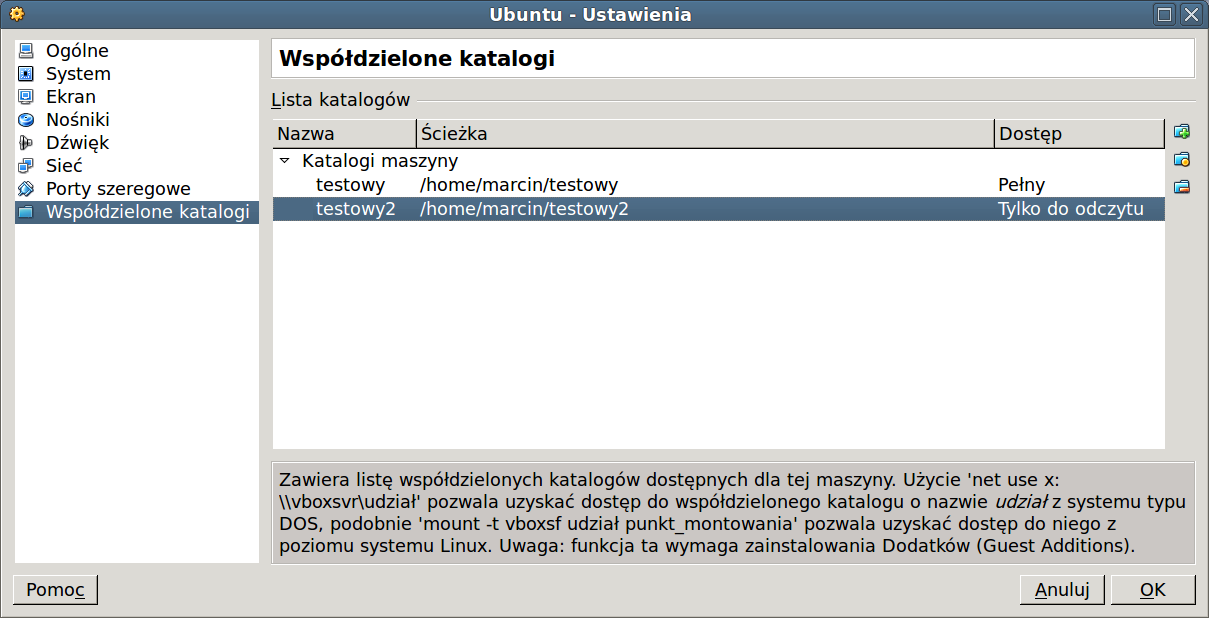 Ubuntu - Ustawienia
Ogólne
System
Ekran
Nośniki
Dźwięk
Sieć
Porty szeregowe
Współdzielone katalogi
Współdzielone katalogi
Lista katalogów
Nazwa Ścieżka Dostęp
Katalogi maszyny
testowy /home/marcin/testowy Pełny
testowy2 /home/marcin/testowy2 Tylko do odczytu
Zawiera listę współdzielonych katalogów dostępnych dla tej maszyny. Użycie 'net use x:
\\vboxsvr\udział' pozwala uzyskać dostęp do współdzielonego katalogu o nazwie udział z systemu typu
DOS, podobnie 'mount -t vboxsf udział punkt_montowania' pozwala uzyskać dostęp do niego z
poziomu systemu Linux. Uwaga: funkcja ta wymaga zainstalowania Dodatków (Guest Additions).
Pomoc Anuluj OK